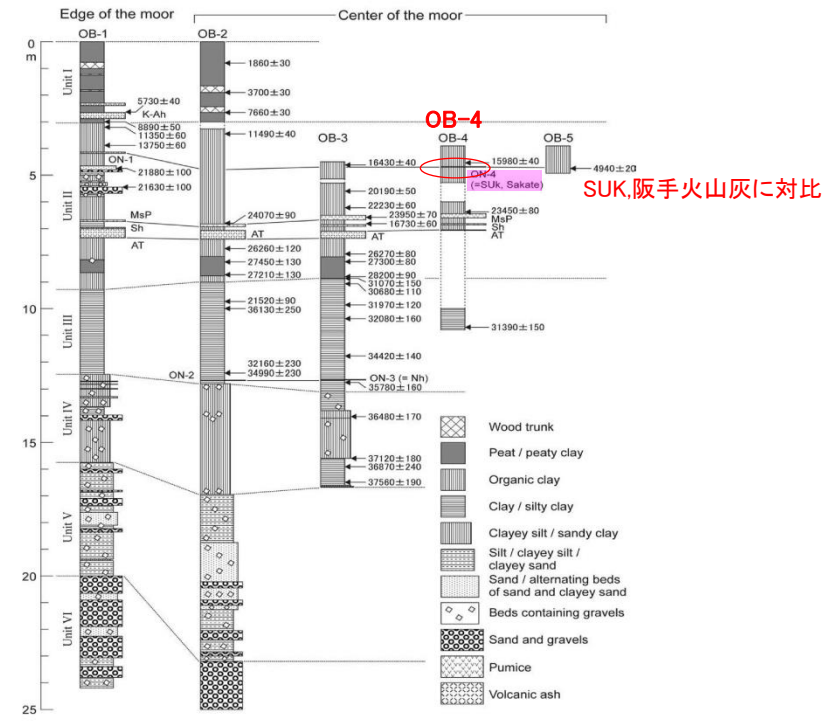 Edge of the moor
Center of the moor
OB-1
OB-2
OB-3
OB-4
OB-4
OB-5
0
m
5
10
15
20
25
Unit I
Unit II
Unit III
Unit IV
Unit V
Unit VI
5730±40
K-Ah
8890±50
11350±60
13750±60
ON-1
21880±100
21630±100
MsP
Sh
AT
1860±30
3700±30
7660±30
11490±40
24070±90
AT
26260±120
27450±130
27210±130
21520±90
36130±250
32160±230
34990±230
ON-2
16430±40
20190±50
22230±60
23950±70
16730±60
AT
26270±80
27300±80
28200±90
31070±150
30680±110
31970±120
32080±160
34420±140
ON-3 (= Nh)
35780±160
36480±170
37120±180
36870±240
37560±190
15980±40
ON-4
(=SUk, Sakate)
23450±80
MsP
Sh
AT
31390±150
4940±20
SUK,阪手火山灰に対比
Wood trunk
Peat / peaty clay
Organic clay
Clay / silty clay
Clayey silt / sandy clay
Silt / clayey silt /
clayey sand
Sand / alternating beds
of sand and clayey sand
Beds containing gravels
Sand and gravels
Pumice
Volcanic ash